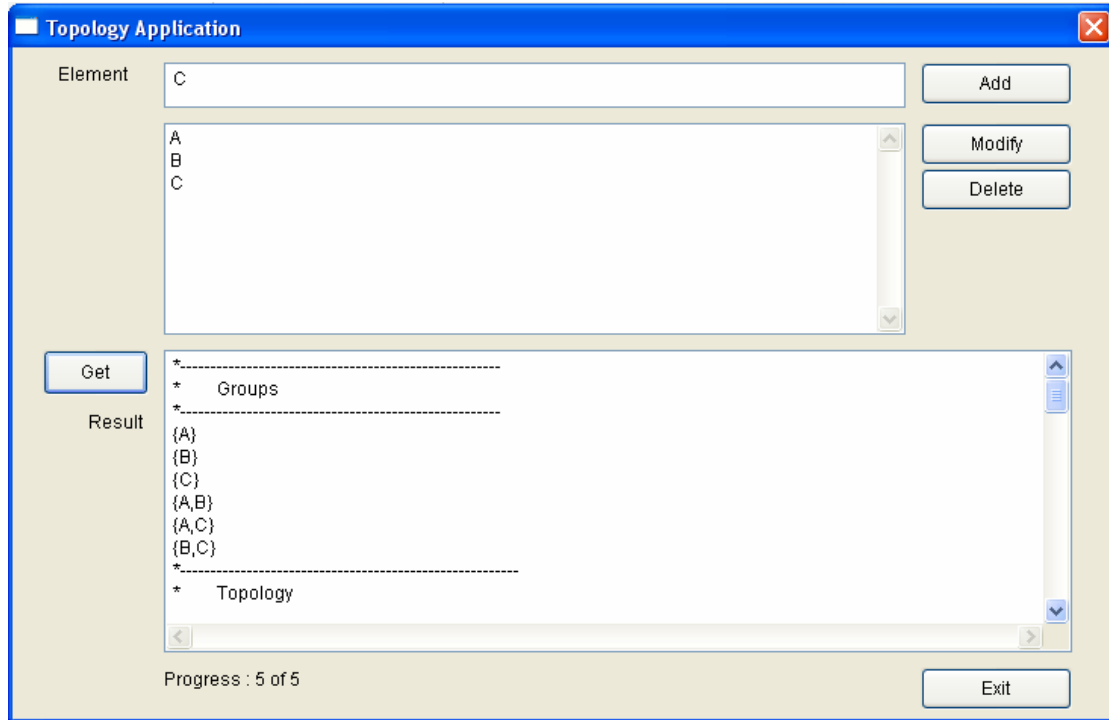 Topology Application
Element
C
Add
A
B
C
Modify
Delete
Get
Result
*-----------------------------------------------------
*      Groups
*-----------------------------------------------------
{A}
{B}
{C}
{A,B}
{A,C}
{B,C}
*--------------------------------------------------------
*      Topology
Progress : 5 of 5
Exit